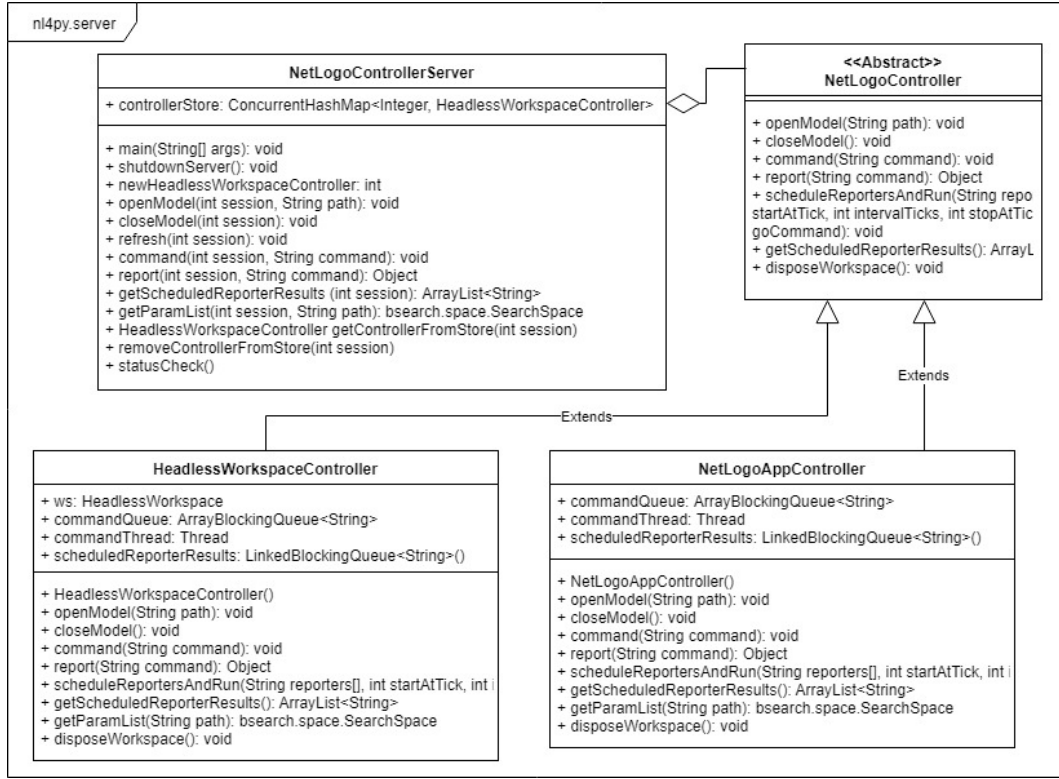 nl4py.server
NetLogoControllerServer
+ controllerStore: ConcurrentHashMap<Integer, HeadlessWorkspaceController>
+ main(String[] args): void
+ shutdownServer(): void
+ newHeadlessWorkspaceController: int
+ openModel(int session, String path): void
+ closeModel(int session): void
+ refresh(int session): void
+ command(int session, String command): void
+ report(int session, String command): Object
+ getScheduledReporterResults (int session): ArrayList<String>
+ getParamList(int session, String path): bsearch.space.SearchSpace
+ HeadlessWorkspaceController getControllerFromStore(int session)
+ removeControllerFromStore(int session)
+ statusCheck()
<<Abstract>>
NetLogoController
+ openModel(String path): void
+ closeModel(): void
+ command(String command): void
+ report(String command): Object
+ scheduleReportersAndRun(String repo
startAtTick, int intervalTicks, int stopAtTic
goCommand): void
+ getScheduledReporterResults(): ArrayL
+ disposeWorkspace(): void
Extends
Extends
HeadlessWorkspaceController
+ ws: HeadlessWorkspace
+ commandQueue: ArrayBlockingQueue<String>
+ commandThread: Thread
+ scheduledReporterResults: LinkedBlockingQueue<String>()
+ HeadlessWorkspaceController()
+ openModel(String path): void
+ closeModel(): void
+ command(String command): void
+ report(String command): Object
+ scheduleReportersAndRun(String reporters[], int startAtTick, int i
+ getScheduledReporterResults(): ArrayList<String>
+ getParamList(String path): bsearch.space.SearchSpace
+ disposeWorkspace(): void
NetLogoAppController
+ commandQueue: ArrayBlockingQueue<String>
+ commandThread: Thread
+ scheduledReporterResults: LinkedBlockingQueue<String>()
+ NetLogoAppController()
+ openModel(String path): void
+ closeModel(): void
+ command(String command): void
+ report(String command): Object
+ scheduleReportersAndRun(String reporters[], int startAtTick, int i
+ getScheduledReporterResults(): ArrayList<String>
+ getParamList(String path): bsearch.space.SearchSpace
+ disposeWorkspace(): void